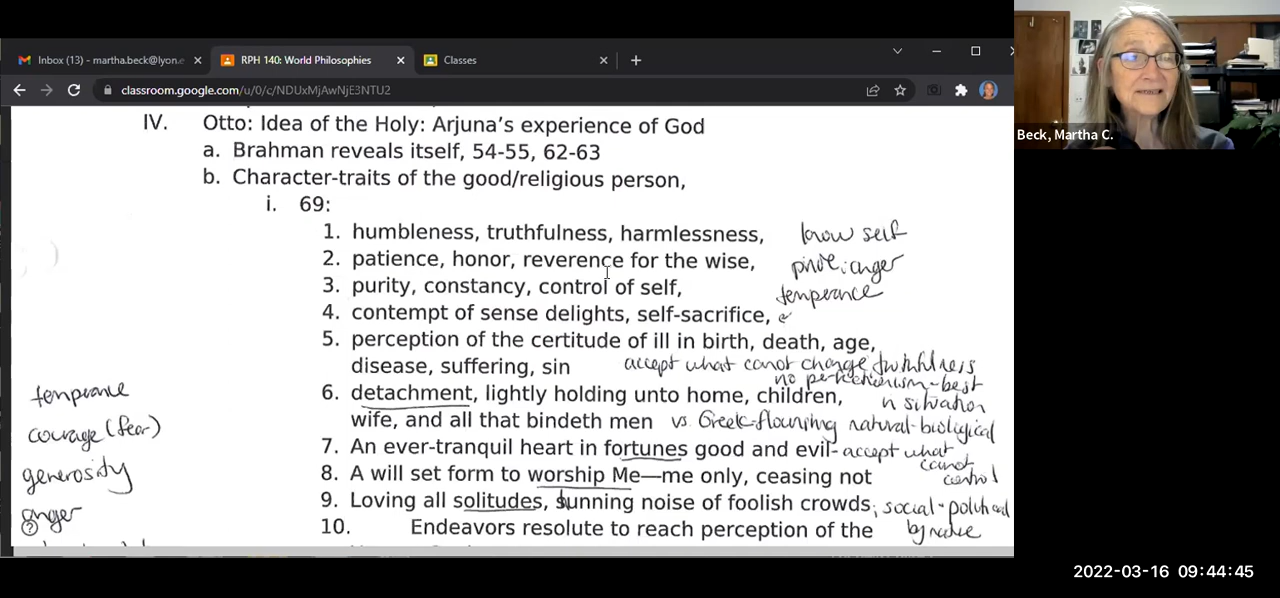 Inbox (13) - martha.beck@lyon.e
RPH 140: World Philosophies
Classes
classroom.google.com/u/0/c/NDUxMjAwNjE3NTU2
Beck, Martha C.
IV. Otto: Idea of the Holy: Arjuna's experience of God
a. Brahman reveals itself, 54-55, 62-63
b. Character-traits of the good/religious person,
i. 69:
1. humbleness, truthfulness, harmlessness, know self
2. patience, honor, reverence for the wise, pride; anger
3. purity, constancy, control of self, temperance
4. contempt of sense delights, self-sacrifice,
5. perception of the certitude of ill in birth, death, age,
disease, suffering, sin accept what cannot change truthfulness
no perfectionism-best
6. detachment, lightly holding unto home, children, in situation
wife, and all that bindeth men vs Greek-flourishing natural-biological
7. An ever-tranquil heart in fortunes good and evil- accept what
cannot
8. A will set form to worship Me—me only, ceasing not control
9. Loving all solitudes, shunning noise of foolish crowds; social-political
10. Endeavors resolute to reach perception of the by nature
temperance
courage (fear)
generosity
anger
2022-03-16 09:44:45